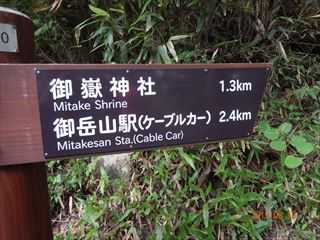 0
御嶽神社 1.3km
Mitake Shrine
御岳山駅(ケーブルカー) 2.4km
Mitakesan Sta.(Cable Car)